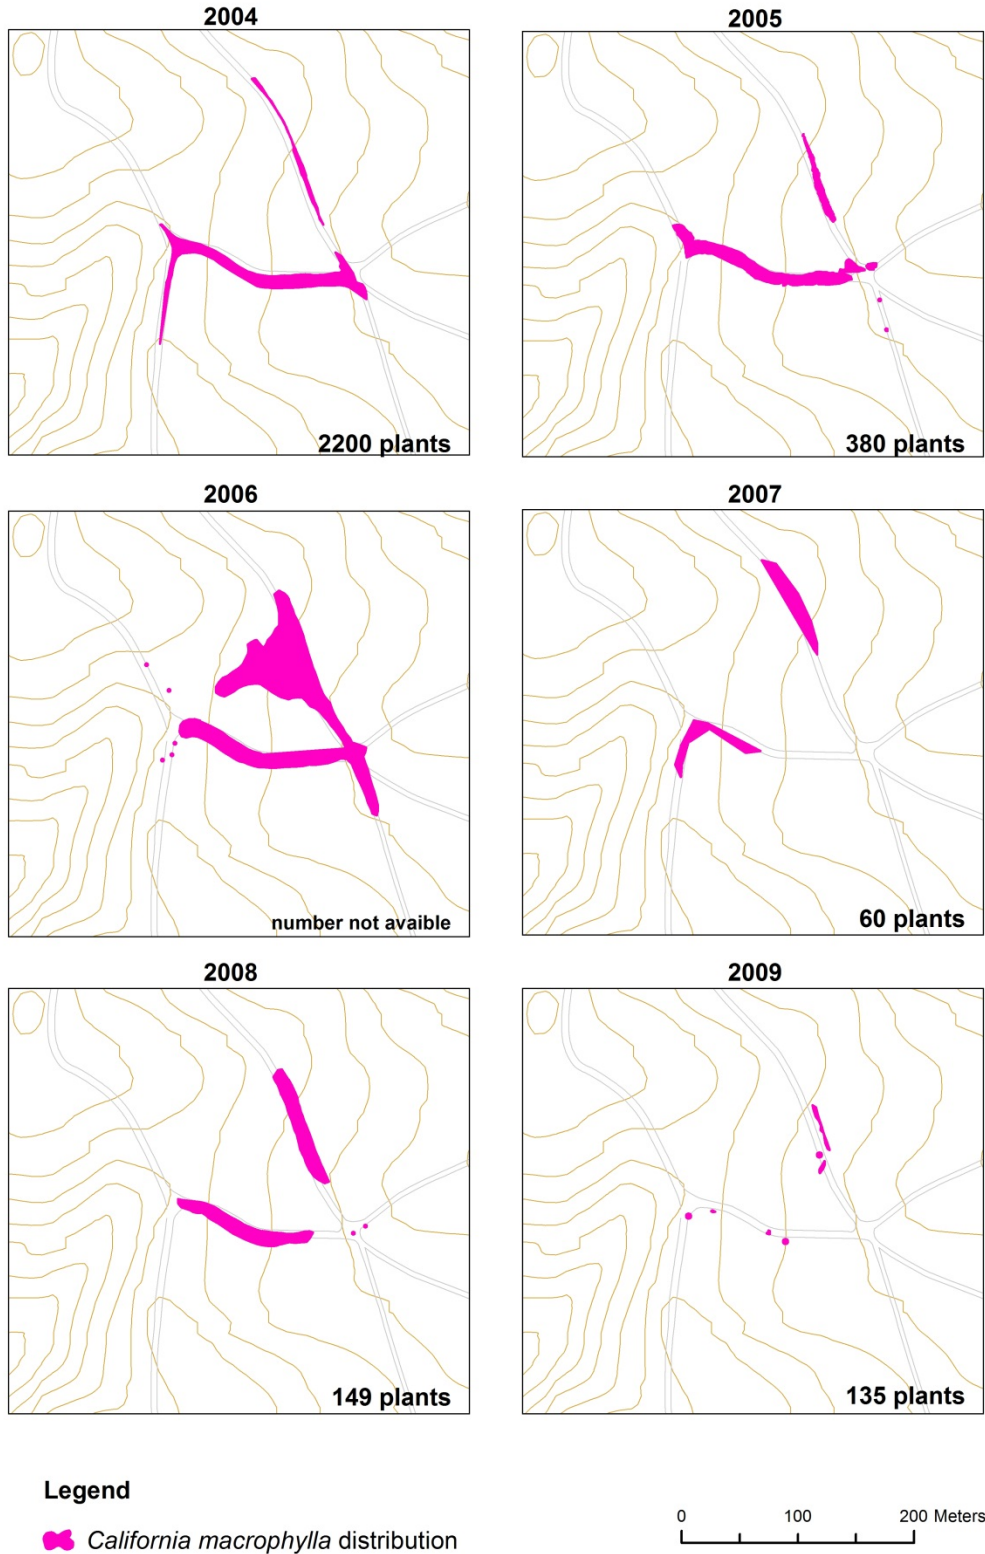 2004
2005
2200 plants
380 plants
2006
2007
number not avaible
60 plants
2008
2009
149 plants
135 plants
Legend
California macrophylla distribution
0 100 200 Meters